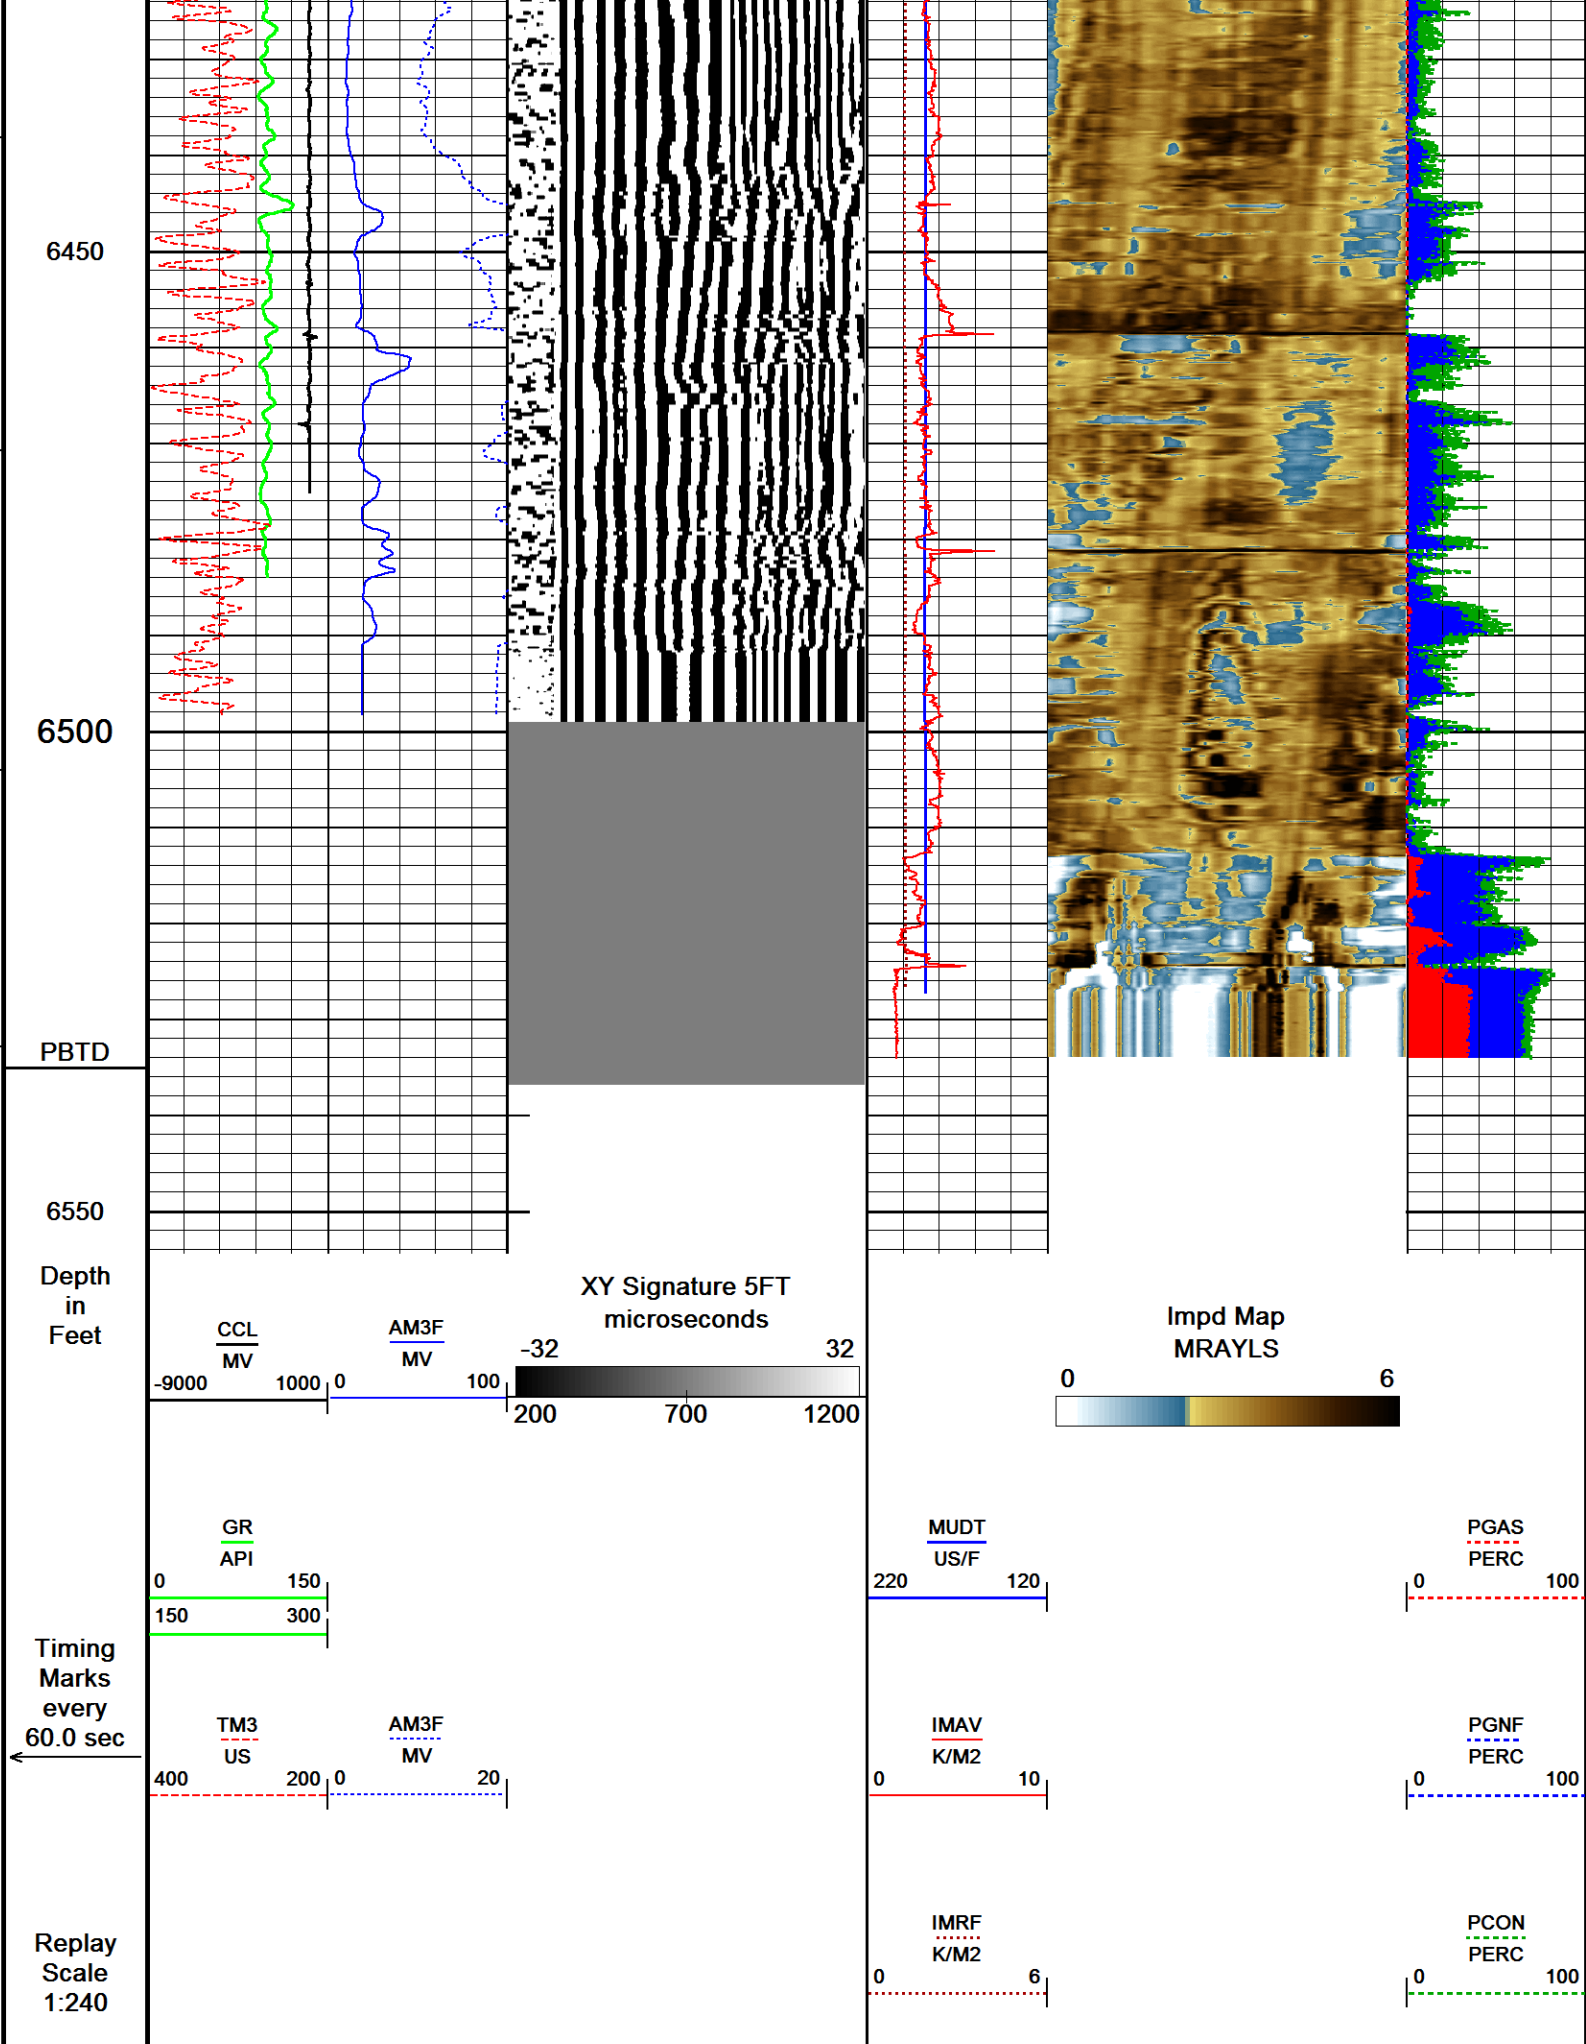 6450
6500
PBTD
6550
Depth
in
Feet
CCL
MV
-9000 1000
AM3F
MV
0 100
XY Signature 5FT
microseconds
-32 32
200 700 1200
Impd Map
MRAYLS
0 6
GR
API
0 150
150 300
MUDT
US/F
220 120
PGAS
PERC
0 100
Timing
Marks
every
60.0 sec
TM3
US
400 200
AM3F
MV
0 20
IMAV
K/M2
0 10
PGNF
PERC
0 100
Replay
Scale
1:240
IMRF
K/M2
0 6
PCON
PERC
0 100